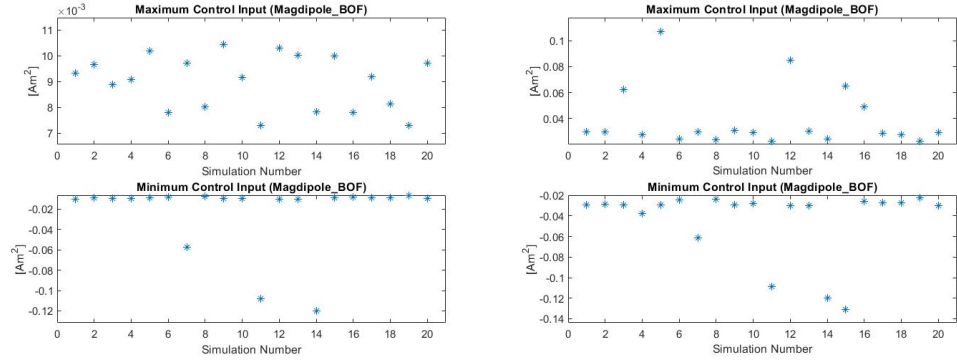 Maximum Control Input (Magdipole_BOF)
×10⁻³
11
10
9
8
7
[Am²]
0 2 4 6 8 10 12 14 16 18 20
Simulation Number
Minimum Control Input (Magdipole_BOF)
-0.02
-0.04
-0.06
-0.08
-0.1
-0.12
[Am²]
0 2 4 6 8 10 12 14 16 18 20
Simulation Number
Maximum Control Input (Magdipole_BOF)
0.1
0.08
0.06
0.04
[Am²]
0 2 4 6 8 10 12 14 16 18 20
Simulation Number
Minimum Control Input (Magdipole_BOF)
-0.02
-0.04
-0.06
-0.08
-0.1
-0.12
-0.14
[Am²]
0 2 4 6 8 10 12 14 16 18 20
Simulation Number